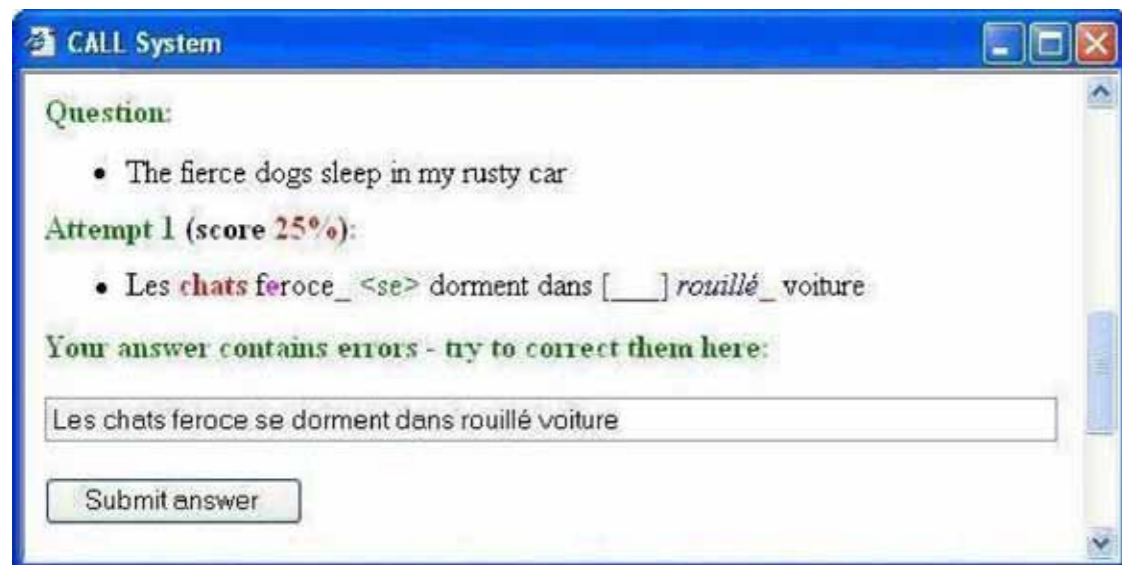 CALL System
Question:
• The fierce dogs sleep in my rusty car
Attempt 1 (score 25%):
• Les chats feroce_ <se> dorment dans [___] rouillé_ voiture
Your answer contains errors - try to correct them here:
Les chats feroce se dorment dans rouillé voiture
Submit answer